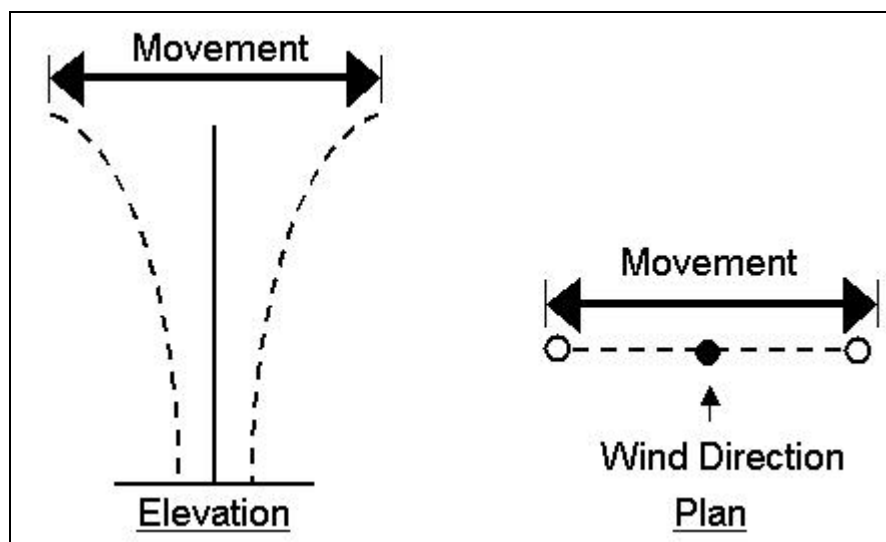 Movement
Elevation
Movement
Wind Direction
Plan